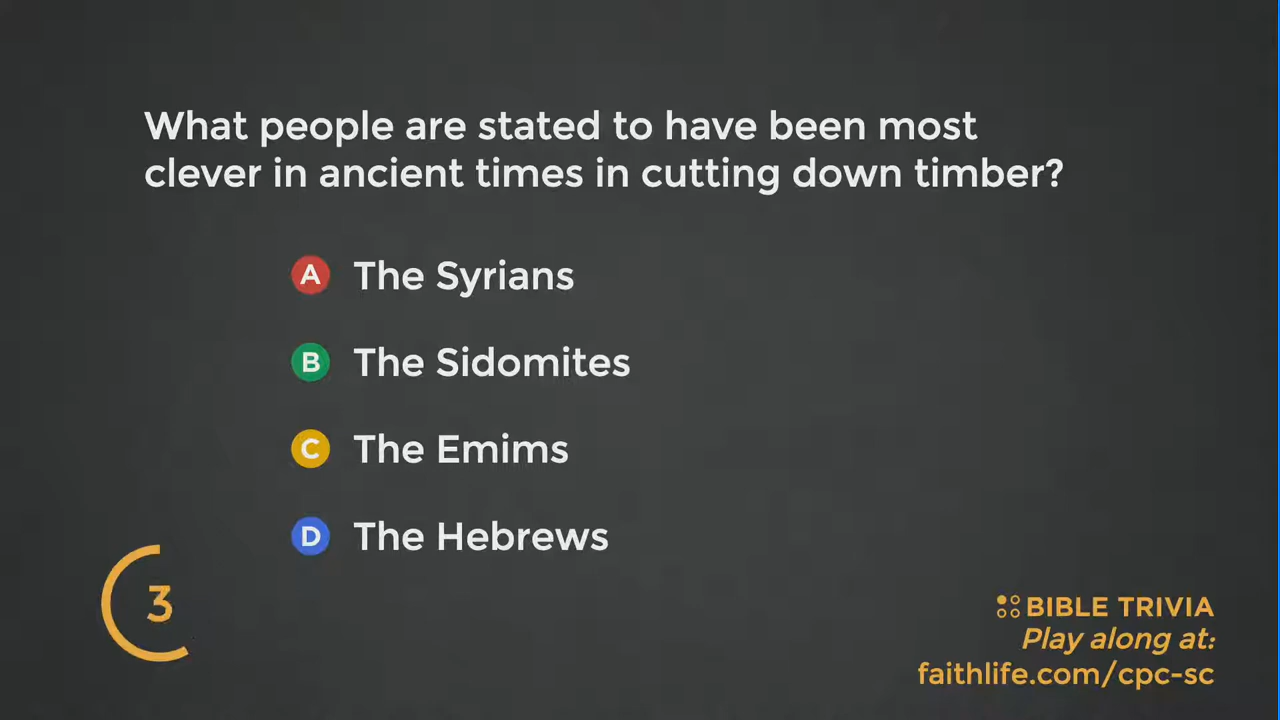 What people are stated to have been most
clever in ancient times in cutting down timber?
A The Syrians
B The Sidomites
C The Emims
D The Hebrews
3
BIBLE TRIVIA
Play along at:
faithlife.com/cpc-sc